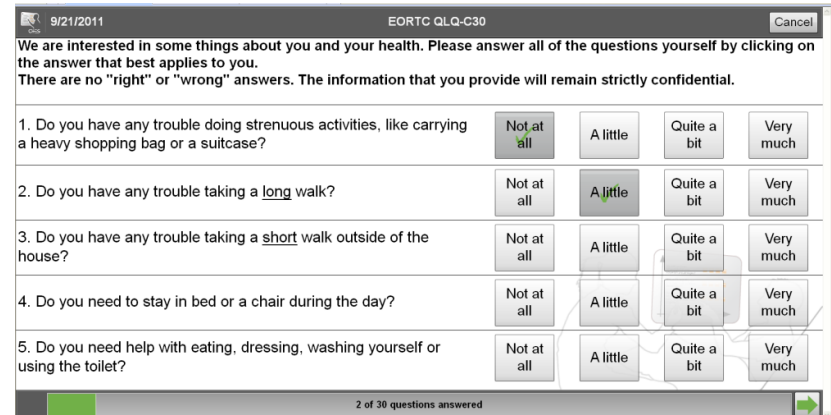 9/21/2011 EORTC QLQ-C30 Cancel
We are interested in some things about you and your health. Please answer all of the questions yourself by clicking on
the answer that best applies to you.
There are no "right" or "wrong" answers. The information that you provide will remain strictly confidential.
1. Do you have any trouble doing strenuous activities, like carrying
a heavy shopping bag or a suitcase?
Not at
all
A little
Quite a
bit
Very
much
2. Do you have any trouble taking a long walk?
Not at
all
A little
Quite a
bit
Very
much
3. Do you have any trouble taking a short walk outside of the
house?
Not at
all
A little
Quite a
bit
Very
much
4. Do you need to stay in bed or a chair during the day?
Not at
all
A little
Quite a
bit
Very
much
5. Do you need help with eating, dressing, washing yourself or
using the toilet?
Not at
all
A little
Quite a
bit
Very
much
2 of 30 questions answered